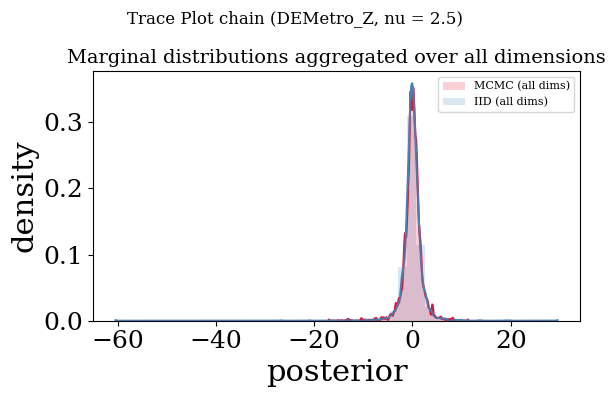 Trace Plot chain (DEMetro_Z, nu = 2.5)
Marginal distributions aggregated over all dimensions
MCMC (all dims)
IID (all dims)
density
0.3
0.2
0.1
0.0
−60
−40
−20
0
20
posterior